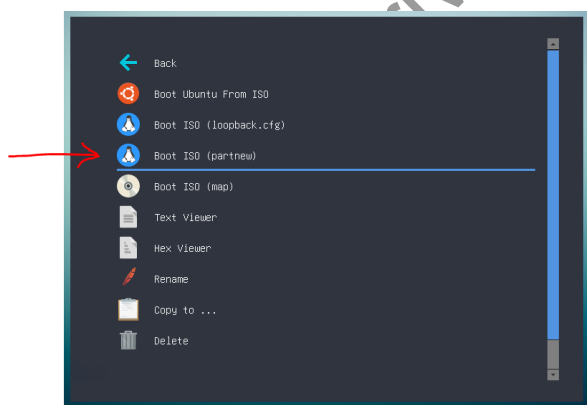 Back
Boot Ubuntu From ISO
Boot ISO (loopback.cfg)
Boot ISO (partnew)
Boot ISO (map)
Text Viewer
Hex Viewer
Rename
Copy to ...
Delete